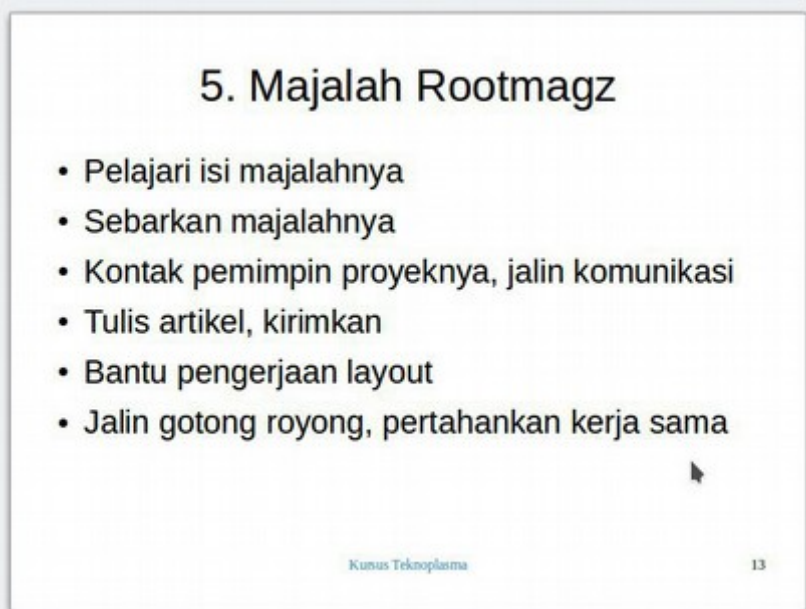 5. Majalah Rootmagz
• Pelajari isi majalahnya
• Sebarkan majalahnya
• Kontak pemimpin proyeknya, jalin komunikasi
• Tulis artikel, kirimkan
• Bantu pengerjaan layout
• Jalin gotong royong, pertahankan kerja sama
Kursus Teknoplasma
13